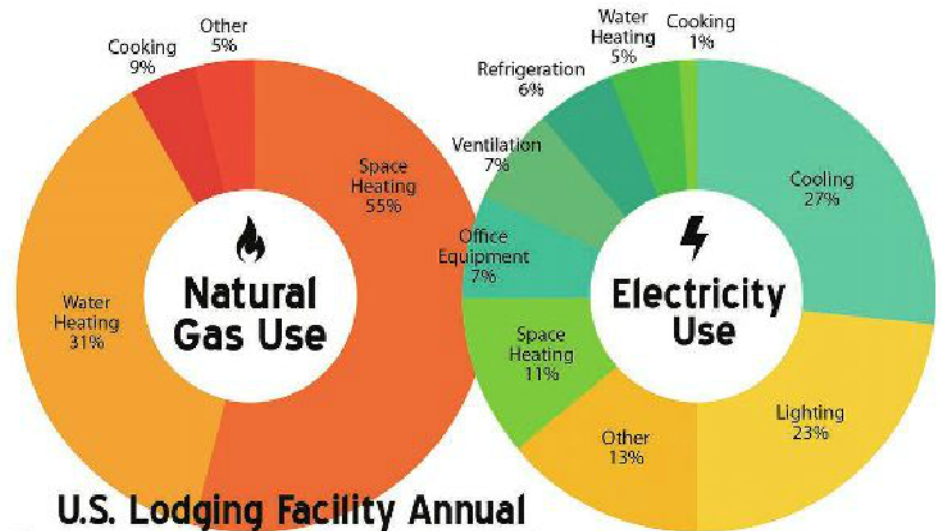 Cooking
9%
Other
5%
Space
Heating
55%
Water
Heating
31%
Natural
Gas Use
Water
Heating
5%
Cooking
1%
Refrigeration
6%
Ventilation
7%
Office
Equipment
7%
Space
Heating
11%
Other
13%
Lighting
23%
Cooling
27%
Electricity
Use
U.S. Lodging Facility Annual